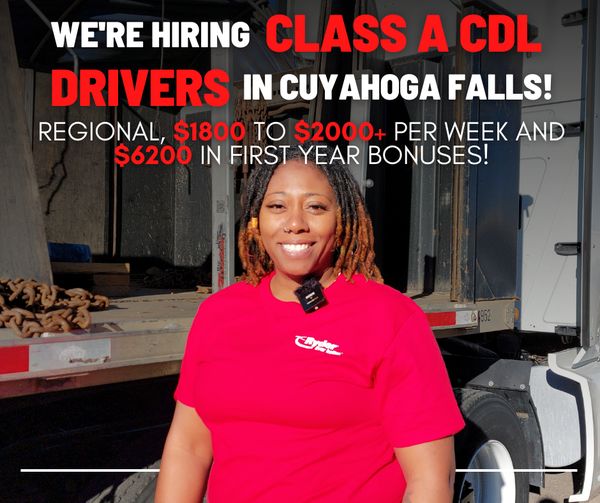 WE'RE HIRING CLASS A CDL
DRIVERS IN CUYAHOGA FALLS!
REGIONAL, $1800 TO $2000+ PER WEEK AND
$6200 IN FIRST YEAR BONUSES!
Ryder